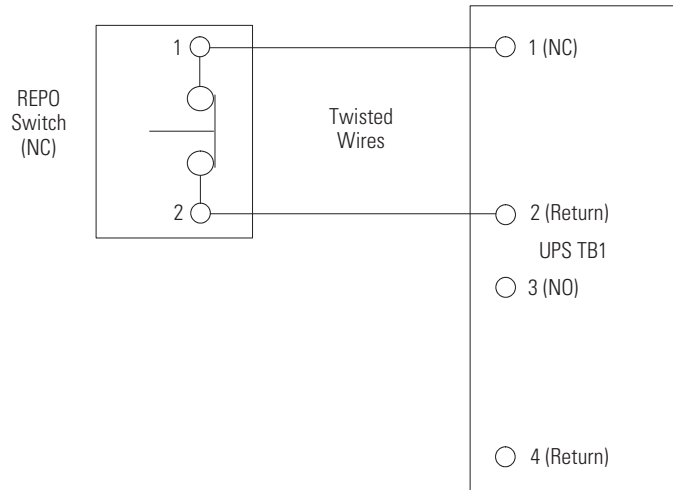 1
1 (NC)
REPO
Switch
(NC)
Twisted
Wires
2
2 (Return)
UPS TB1
3 (NO)
4 (Return)